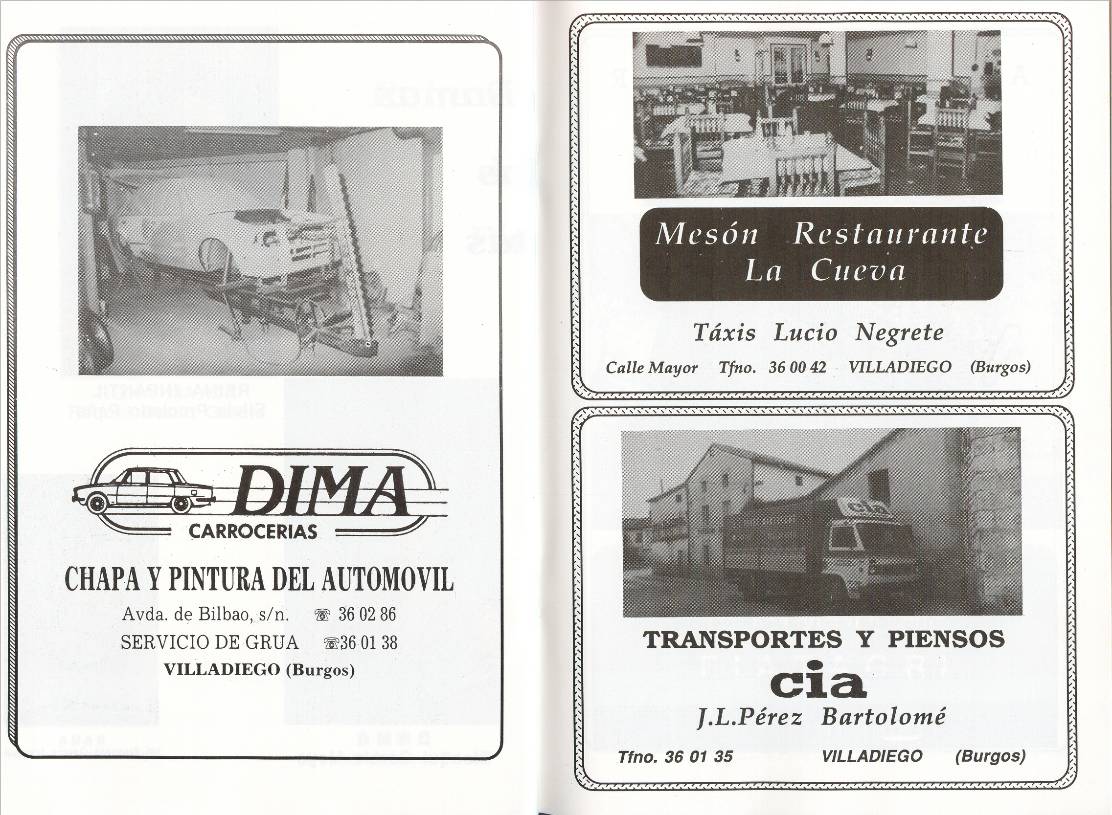 DIMA
CARROCERIAS
CHAPA Y PINTURA DEL AUTOMOVIL
Avda. de Bilbao, s/n. ☏ 36 02 86
SERVICIO DE GRUA ☏36 01 38
VILLADIEGO (Burgos)
Mesón Restaurante
La Cueva
Táxis Lucio Negrete
Calle Mayor Tfno. 36 00 42 VILLADIEGO (Burgos)
cia
TRANSPORTES Y PIENSOS
cia
J.L.Pérez Bartolomé
Tfno. 36 01 35 VILLADIEGO (Burgos)